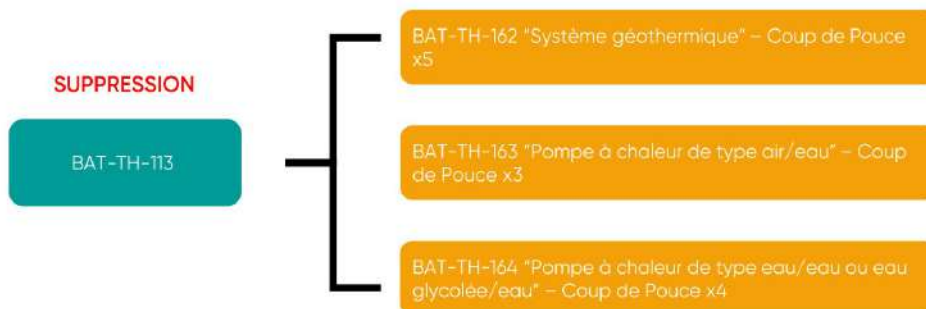 SUPPRESSION
BAT-TH-113
BAT-TH-162 "Système géothermique" – Coup de Pouce
x5
BAT-TH-163 "Pompe à chaleur de type air/eau" – Coup
de Pouce x3
BAT-TH-164 "Pompe à chaleur de type eau/eau ou eau
glycolée/eau" – Coup de Pouce x4